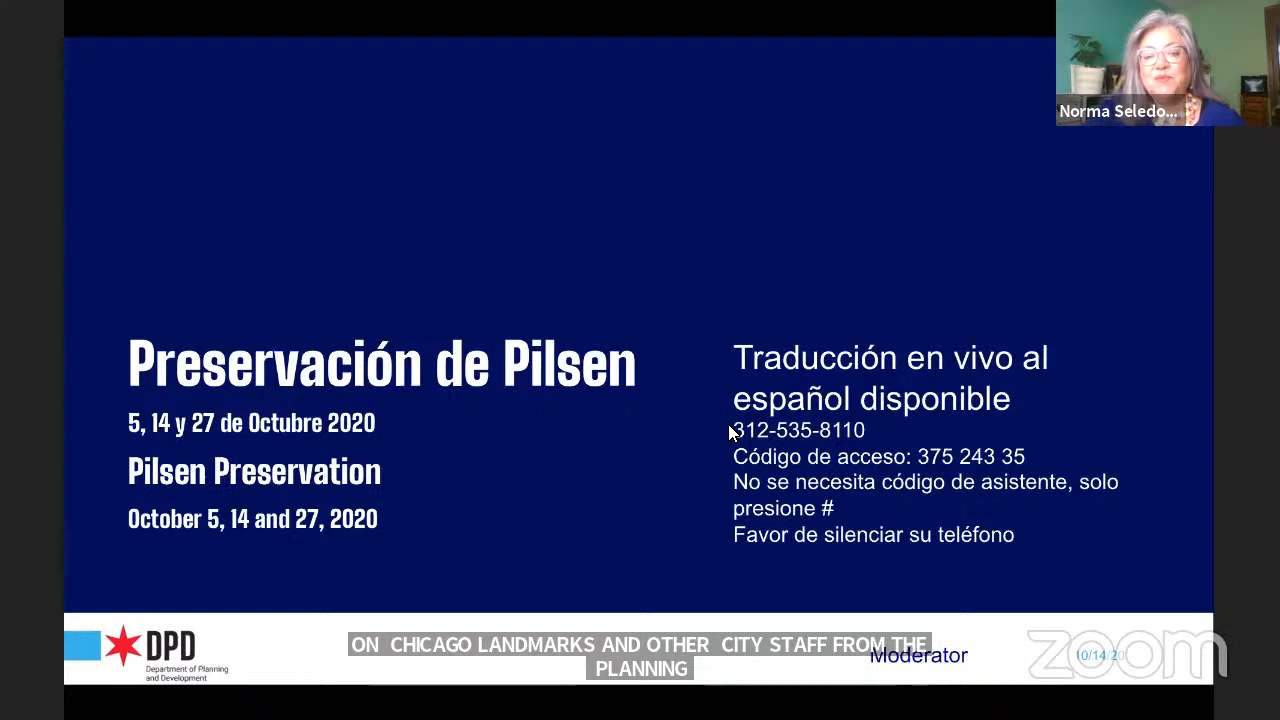 Norma Seledo...
Preservación de Pilsen
5, 14 y 27 de Octubre 2020
Pilsen Preservation
October 5, 14 and 27, 2020
Traducción en vivo al
español disponible
312-535-8110
Código de acceso: 375 243 35
No se necesita código de asistente, solo
presione #
Favor de silenciar su teléfono
DPD
Department of Planning
and Development
ON CHICAGO LANDMARKS AND OTHER CITY STAFF FROM THE
PLANNING
Moderator
10/14/20
zoom